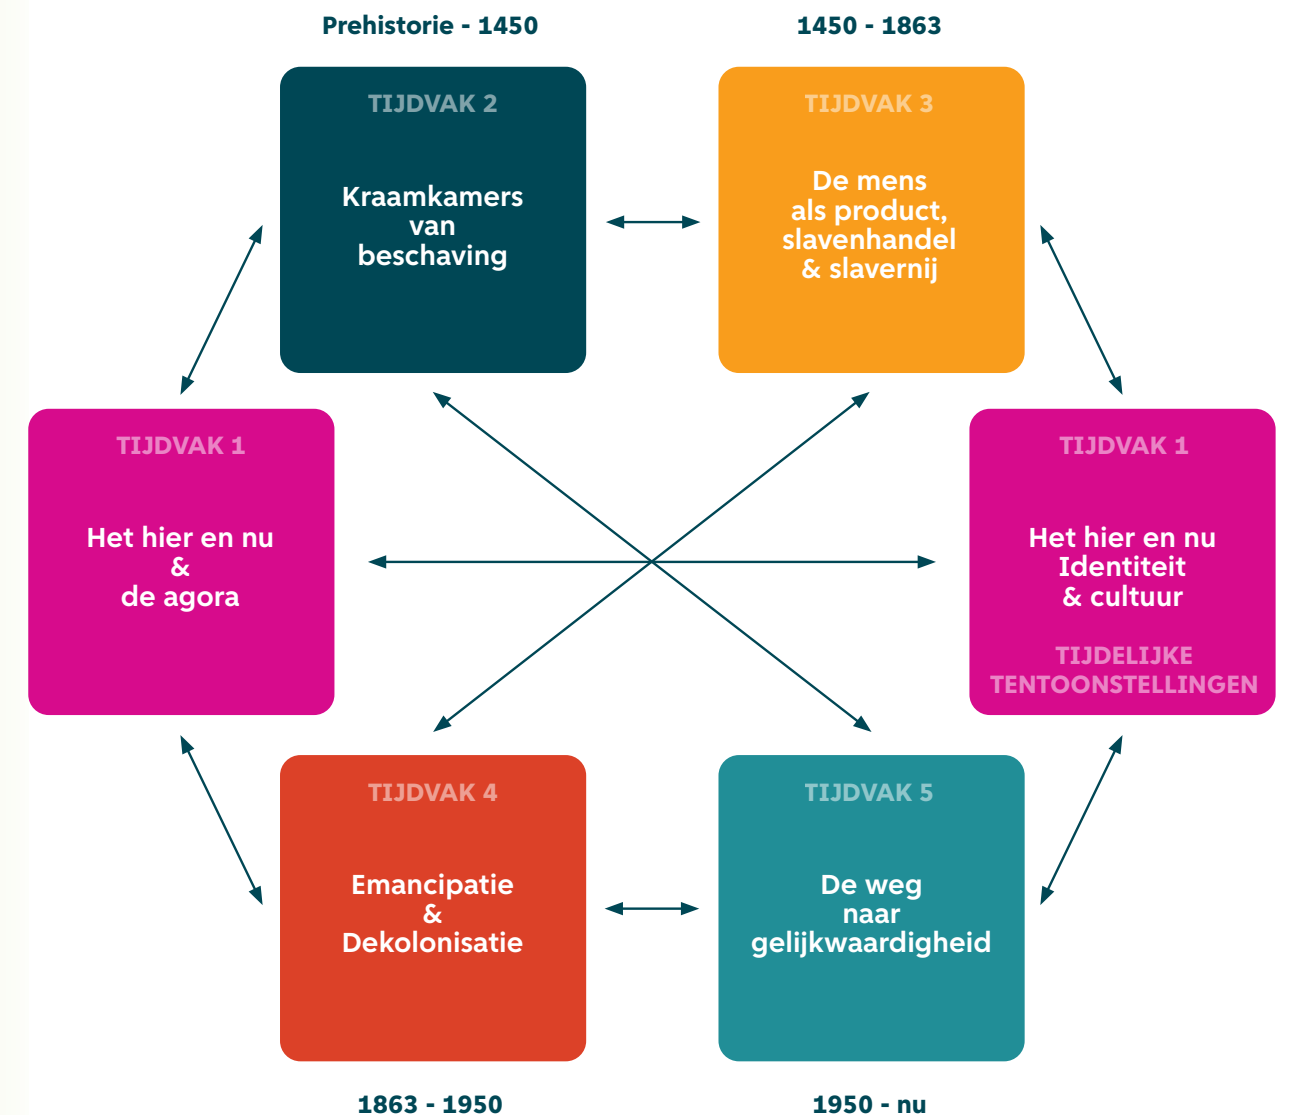 Prehistorie - 1450
1450 - 1863
TIJDVAK 2
Kraamkamers
van
beschaving
TIJDVAK 3
De mens
als product,
slavenhandel
& slavernij
TIJDVAK 1
Het hier en nu
&
de agora
TIJDVAK 1
Het hier en nu
Identiteit
& cultuur
TIJDELIJKE
TENTOONSTELLINGEN
TIJDVAK 4
Emancipatie
&
Dekolonisatie
TIJDVAK 5
De weg
naar
gelijkwaardigheid
1863 - 1950
1950 - nu